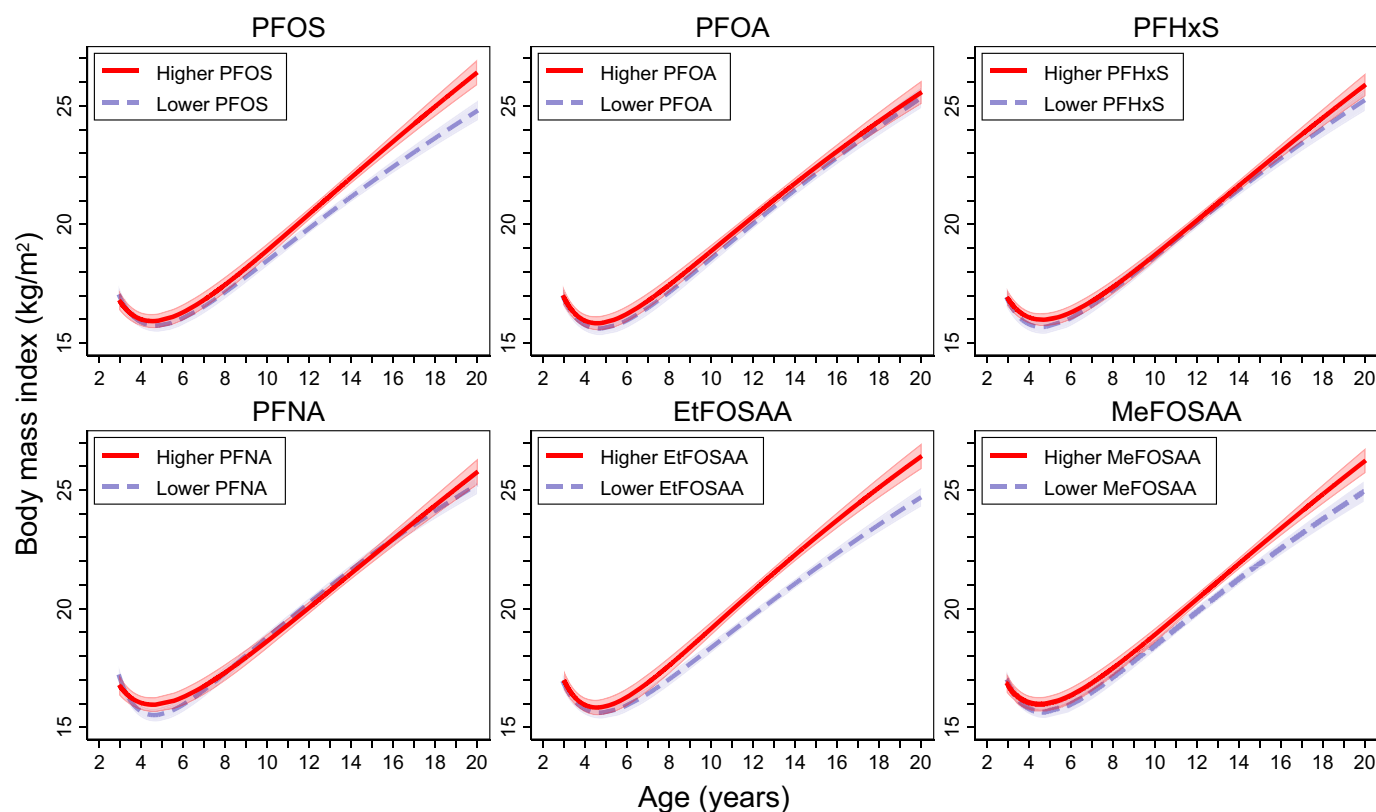 PFOS
PFOA
PFHxS
Higher PFOS
Lower PFOS
Higher PFOA
Lower PFOA
Higher PFHxS
Lower PFHxS
25
20
15
25
20
15
25
20
15
2 4 6 8 10 12 14 16 18 20
2 4 6 8 10 12 14 16 18 20
2 4 6 8 10 12 14 16 18 20
Body mass index (kg/m²)
PFNA
EtFOSAA
MeFOSAA
Higher PFNA
Lower PFNA
Higher EtFOSAA
Lower EtFOSAA
Higher MeFOSAA
Lower MeFOSAA
25
20
15
25
20
15
25
20
15
2 4 6 8 10 12 14 16 18 20
2 4 6 8 10 12 14 16 18 20
2 4 6 8 10 12 14 16 18 20
Age (years)